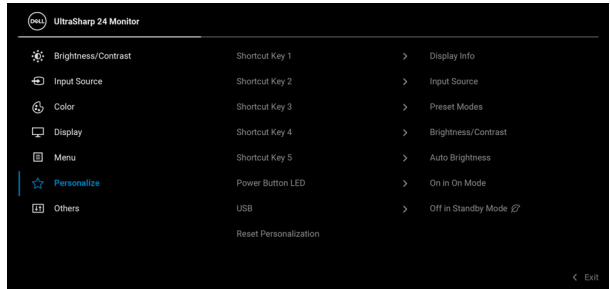 DELL UltraSharp 24 Monitor
Brightness/Contrast Shortcut Key 1 > Display Info
Input Source Shortcut Key 2 > Input Source
Color Shortcut Key 3 > Preset Modes
Display Shortcut Key 4 > Brightness/Contrast
Menu Shortcut Key 5 > Auto Brightness
Personalize Power Button LED > On in On Mode
Others USB > Off in Standby Mode
Reset Personalization
< Exit